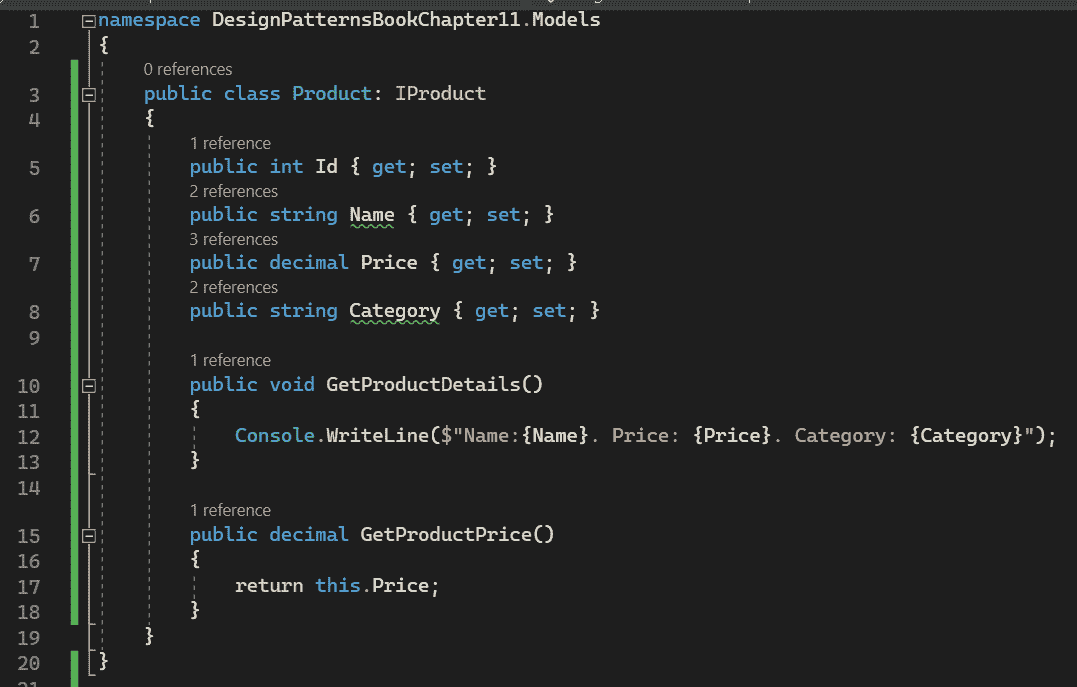 1 namespace DesignPatternsBookChapter11.Models
2 {
0 references
3 public class Product: IProduct
4 {
1 reference
5 public int Id { get; set; }
2 references
6 public string Name { get; set; }
3 references
7 public decimal Price { get; set; }
2 references
8 public string Category { get; set; }
9
1 reference
10 public void GetProductDetails()
11 {
12 Console.WriteLine($"Name:{Name}. Price: {Price}. Category: {Category}");
13 }
14
1 reference
15 public decimal GetProductPrice()
16 {
17 return this.Price;
18 }
19 }
20 }
21